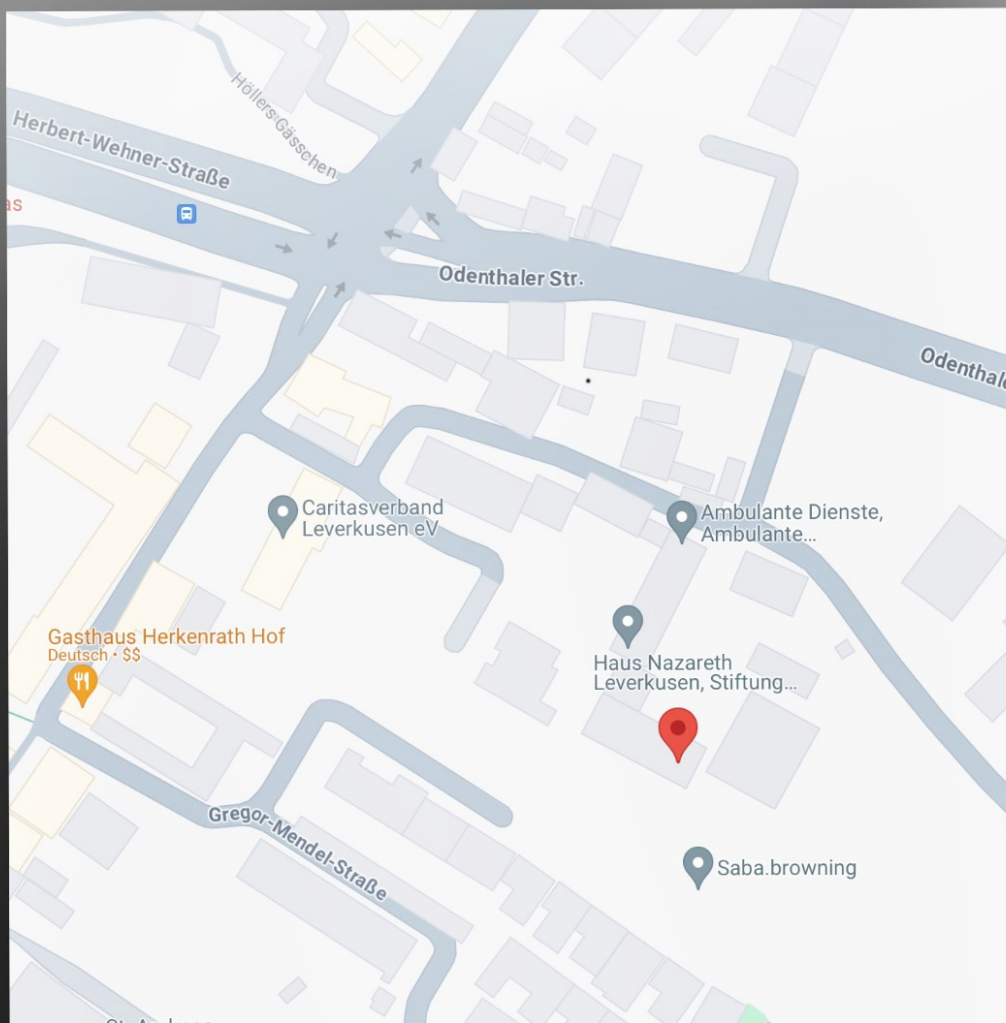 Höllers Gässchen
Herbert-Wehner-Straße
as
Odenthaler Str.
Odenthale
Caritasverband
Leverkusen eV
Ambulante Dienste,
Ambulante...
Gasthaus Herkenrath Hof
Deutsch • $$
Haus Nazareth
Leverkusen, Stiftung...
Gregor-Mendel-Straße
Saba.browning